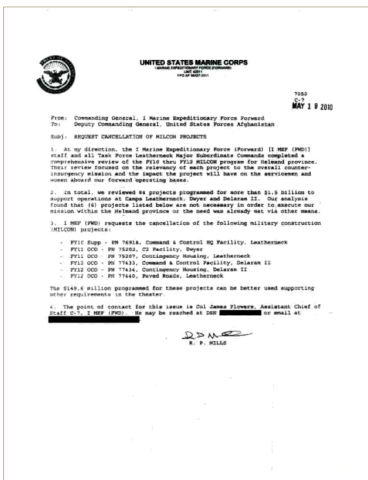 UNITED STATES MARINE CORPS
I MARINE EXPEDITIONARY FORCE (FORWARD)
7050
C-7
MAY 19 2010
From: Commanding General, I Marine Expeditionary Force Forward
To: Deputy Commanding General, United States Forces Afghanistan
Subj: REQUEST CANCELLATION OF MILCON PROJECTS
1. At my direction, the I Marine Expeditionary Force (Forward) [I MEF (FWD)]
staff and all Task Force Leatherneck Major Subordinate Commands completed a
comprehensive review of the FY10 thru FY12 MILCON program for Helmand province.
Their review focused on the relevancy of each project to the overall counter-
insurgency mission and the impact the project will have on the servicemen and
women aboard our forward operating bases.
2. In total, we reviewed projects programmed for more than $1.5 billion to
support operations at Camps Leatherneck, Dwyer and Delaram II. Our analysis
found that (6) projects listed below are not necessary in order to execute our
mission within the Helmand province or the need was already met via other means.
3. I MEF (FWD) requests the cancellation of the following military construction
(MILCON) projects:
- Supp - PN 76916, Command & Control HQ Facility, Leatherneck
- OCO - PN 75202, C2 Facility, Dwyer
- FY11 OCO - PN 75207, Contingency Housing, Leatherneck
- FY12 OCO - PN 77433, Command & Control Facility, Delaram II
- FY12 OCO - PN 77434, Contingency Housing, Delaram II
- FY12 OCO - PN 77440, Paved Roads, Leatherneck
The $149.6 million programmed for these projects can be better used supporting
other requirements in the theater.
4. The point of contact for this issue is Col James Flowers, Assistant Chief of
Staff C-7, I MEF (FWD). He may be reached at DSN or email at
R. P. MILLS